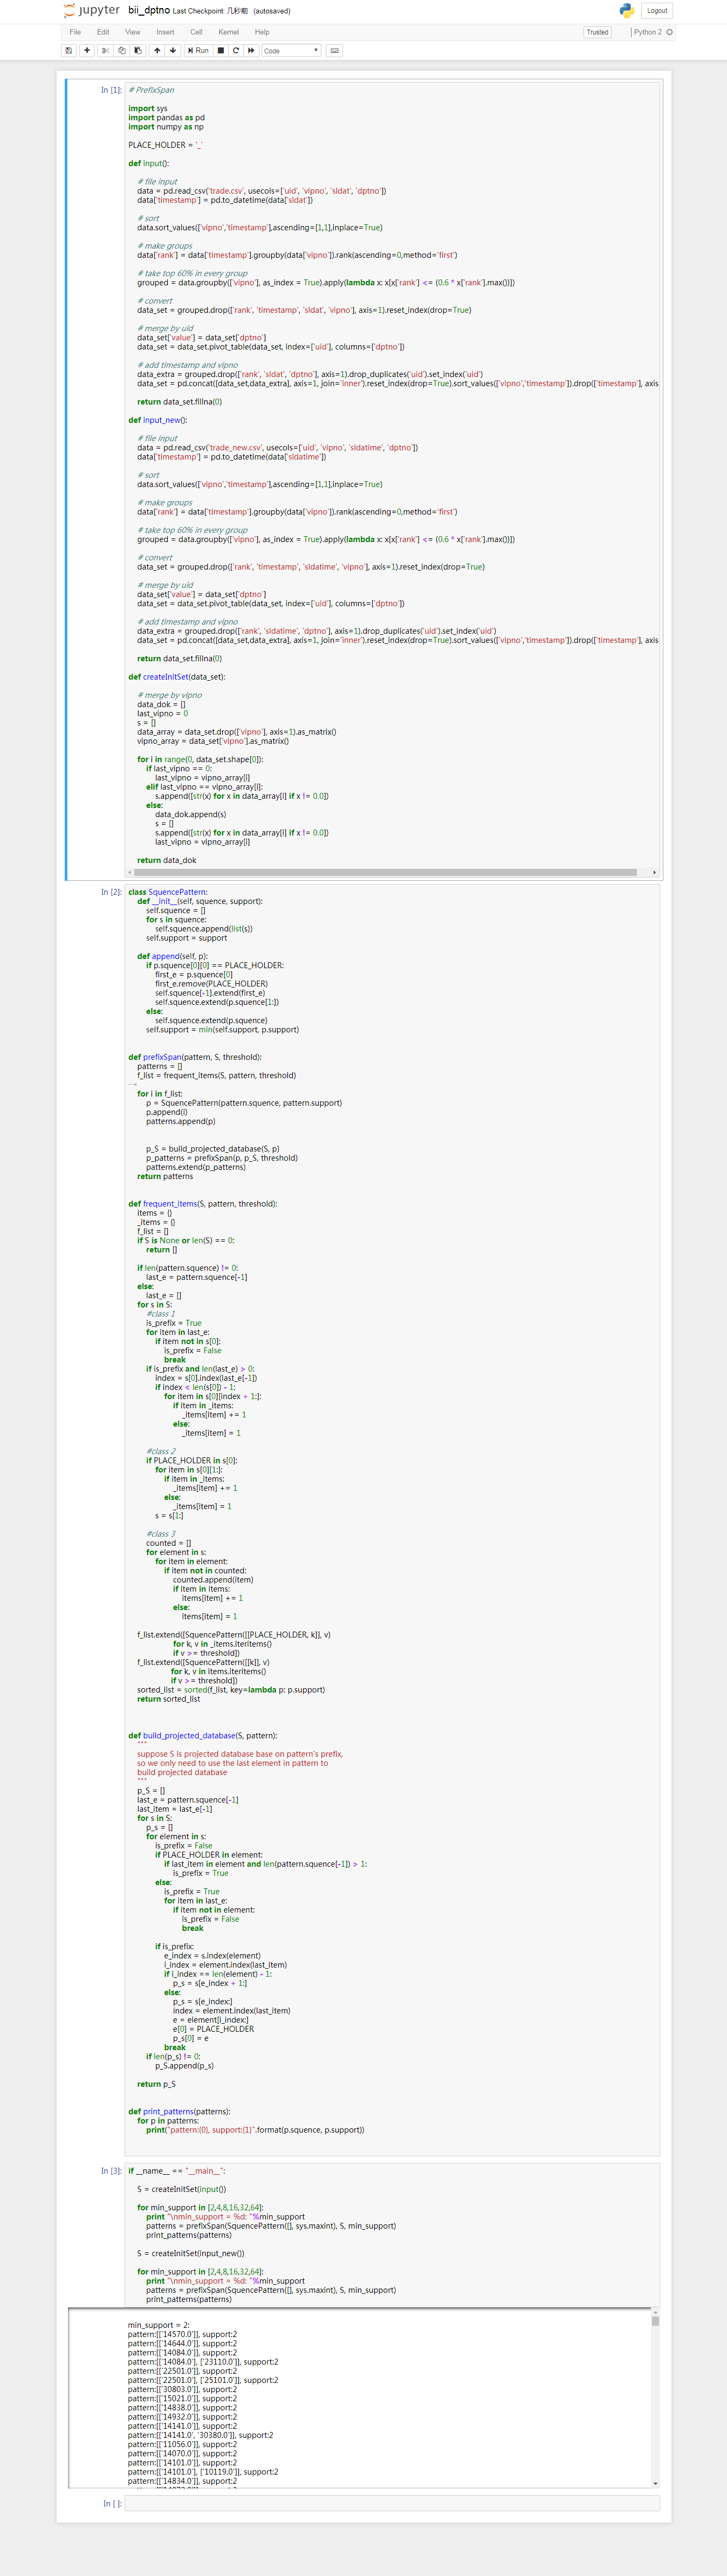 jupyter bii_dptno Last Checkpoint: 几秒前 (autosaved)
Logout
File Edit View Insert Cell Kernel Help
Trusted Python 2
Run Code
In [1]:
# PrefixSpan
import sys
import pandas as pd
import numpy as np
PLACE_HOLDER = '_'
def input():
# file input
data = pd.read_csv('trade.csv', usecols=['uid', 'vipno', 'sldat', 'dptno'])
data['timestamp'] = pd.to_datetime(data['sldat'])
# sort
data.sort_values(['vipno','timestamp'],ascending=[1,1],inplace=True)
# make groups
data['rank'] = data['timestamp'].groupby(data['vipno']).rank(ascending=0,method='first')
# take top 60% in every group
grouped = data.groupby(['vipno'], as_index = True).apply(lambda x: x[x['rank'] <= (0.6 * x['rank'].max())])
# convert
data_set = grouped.drop(['rank', 'timestamp', 'sldat', 'vipno'], axis=1).reset_index(drop=True)
# merge by uid
data_set['value'] = data_set['dptno']
data_set = data_set.pivot_table(data_set, index=['uid'], columns=['dptno'])
# add timestamp and vipno
data_extra = grouped.drop(['rank', 'sldat', 'dptno'], axis=1).drop_duplicates('uid').set_index('uid')
data_set = pd.concat([data_set,data_extra], axis=1, join='inner').reset_index(drop=True).sort_values(['vipno','timestamp']).drop(['timestamp'], axis
return data_set.fillna(0)
def input_new():
# file input
data = pd.read_csv('trade_new.csv', usecols=['uid', 'vipno', 'sldatime', 'dptno'])
data['timestamp'] = pd.to_datetime(data['sldatime'])
# sort
data.sort_values(['vipno','timestamp'],ascending=[1,1],inplace=True)
# make groups
data['rank'] = data['timestamp'].groupby(data['vipno']).rank(ascending=0,method='first')
# take top 60% in every group
grouped = data.groupby(['vipno'], as_index = True).apply(lambda x: x[x['rank'] <= (0.6 * x['rank'].max())])
# convert
data_set = grouped.drop(['rank', 'timestamp', 'sldatime', 'vipno'], axis=1).reset_index(drop=True)
# merge by uid
data_set['value'] = data_set['dptno']
data_set = data_set.pivot_table(data_set, index=['uid'], columns=['dptno'])
# add timestamp and vipno
data_extra = grouped.drop(['rank', 'sldatime', 'dptno'], axis=1).drop_duplicates('uid').set_index('uid')
data_set = pd.concat([data_set,data_extra], axis=1, join='inner').reset_index(drop=True).sort_values(['vipno','timestamp']).drop(['timestamp'], axis
return data_set.fillna(0)
def createInitSet(data_set):
# merge by vipno
data_dok = []
last_vipno = 0
s = []
data_array = data_set.drop(['vipno'], axis=1).as_matrix()
vipno_array = data_set['vipno'].as_matrix()
for i in range(0, data_set.shape[0]):
if last_vipno == 0:
last_vipno = vipno_array[i]
elif last_vipno == vipno_array[i]:
s.append([str(x) for x in data_array[i] if x != 0.0])
else:
data_dok.append(s)
s = []
s.append([str(x) for x in data_array[i] if x != 0.0])
last_vipno = vipno_array[i]
return data_dok
In [2]:
class SquencePattern:
def __init__(self, squence, support):
self.squence = []
for s in squence:
self.squence.append(list(s))
self.support = support
def append(self, p):
if p.squence[0][0] == PLACE_HOLDER:
first_e = p.squence[0]
first_e.remove(PLACE_HOLDER)
self.squence[-1].extend(first_e)
self.squence.extend(p.squence[1:])
else:
self.squence.extend(p.squence)
self.support = min(self.support, p.support)
def prefixSpan(pattern, S, threshold):
patterns = []
f_list = frequent_items(S, pattern, threshold)
for i in f_list:
p = SquencePattern(pattern.squence, pattern.support)
p.append(i)
patterns.append(p)
p_S = build_projected_database(S, p)
p_patterns = prefixSpan(p, p_S, threshold)
patterns.extend(p_patterns)
return patterns
def frequent_items(S, pattern, threshold):
items = {}
_items = {}
f_list = []
if S is None or len(S) == 0:
return []
if len(pattern.squence) != 0:
last_e = pattern.squence[-1]
else:
last_e = []
for s in S:
#class 1
is_prefix = True
for item in last_e:
if item not in s[0]:
is_prefix = False
break
if is_prefix and len(last_e) > 0:
index = s[0].index(last_e[-1])
if index < len(s[0]) - 1:
for item in s[0][index + 1:]:
if item in _items:
_items[item] += 1
else:
_items[item] = 1
#class 2
if PLACE_HOLDER in s[0]:
for item in s[0][1:]:
if item in _items:
_items[item] += 1
else:
_items[item] = 1
s = s[1:]
#class 3
counted = []
for element in s:
for item in element:
if item not in counted:
counted.append(item)
if item in items:
items[item] += 1
else:
items[item] = 1
f_list.extend([SquencePattern([[PLACE_HOLDER, k]], v)
for k, v in _items.iteritems()
if v >= threshold])
f_list.extend([SquencePattern([[k]], v)
for k, v in items.iteritems()
if v >= threshold])
sorted_list = sorted(f_list, key=lambda p: p.support)
return sorted_list
def build_projected_database(S, pattern):
"""
suppose S is projected database base on pattern's prefix,
so we only need to use the last element in pattern to
build projected database
"""
p_S = []
last_e = pattern.squence[-1]
last_item = last_e[-1]
for s in S:
p_s = []
for element in s:
is_prefix = False
if PLACE_HOLDER in element:
if last_item in element and len(pattern.squence[-1]) > 1:
is_prefix = True
else:
is_prefix = True
for item in last_e:
if item not in element:
is_prefix = False
break
if is_prefix:
e_index = s.index(element)
i_index = element.index(last_item)
if i_index == len(element) - 1:
p_s = s[e_index + 1:]
else:
p_s = s[e_index:]
index = element.index(last_item)
e = element[i_index:]
e[0] = PLACE_HOLDER
p_s[0] = e
break
if len(p_s) != 0:
p_S.append(p_s)
return p_S
def print_patterns(patterns):
for p in patterns:
print("pattern:{0}, support:{1}".format(p.squence, p.support))
In [3]:
if __name__ == "__main__":
S = createInitSet(input())
for min_support in [2,4,8,16,32,64]:
print "\nmin_support = %d: "%min_support
patterns = prefixSpan(SquencePattern([], sys.maxint), S, min_support)
print_patterns(patterns)
S = createInitSet(input_new())
for min_support in [2,4,8,16,32,64]:
print "\nmin_support = %d: "%min_support
patterns = prefixSpan(SquencePattern([], sys.maxint), S, min_support)
print_patterns(patterns)
min_support = 2:
pattern:[['14570.0']], support:2
pattern:[['14644.0']], support:2
pattern:[['14084.0']], support:2
pattern:[['14084.0'], ['23110.0']], support:2
pattern:[['22501.0']], support:2
pattern:[['22501.0'], ['25101.0']], support:2
pattern:[['30803.0']], support:2
pattern:[['15021.0']], support:2
pattern:[['14838.0']], support:2
pattern:[['14932.0']], support:2
pattern:[['14141.0']], support:2
pattern:[['14141.0', '30380.0']], support:2
pattern:[['11056.0']], support:2
pattern:[['14070.0']], support:2
pattern:[['14101.0']], support:2
pattern:[['14101.0'], ['10119.0']], support:2
pattern:[['14834.0']], support:2
In [ ]: